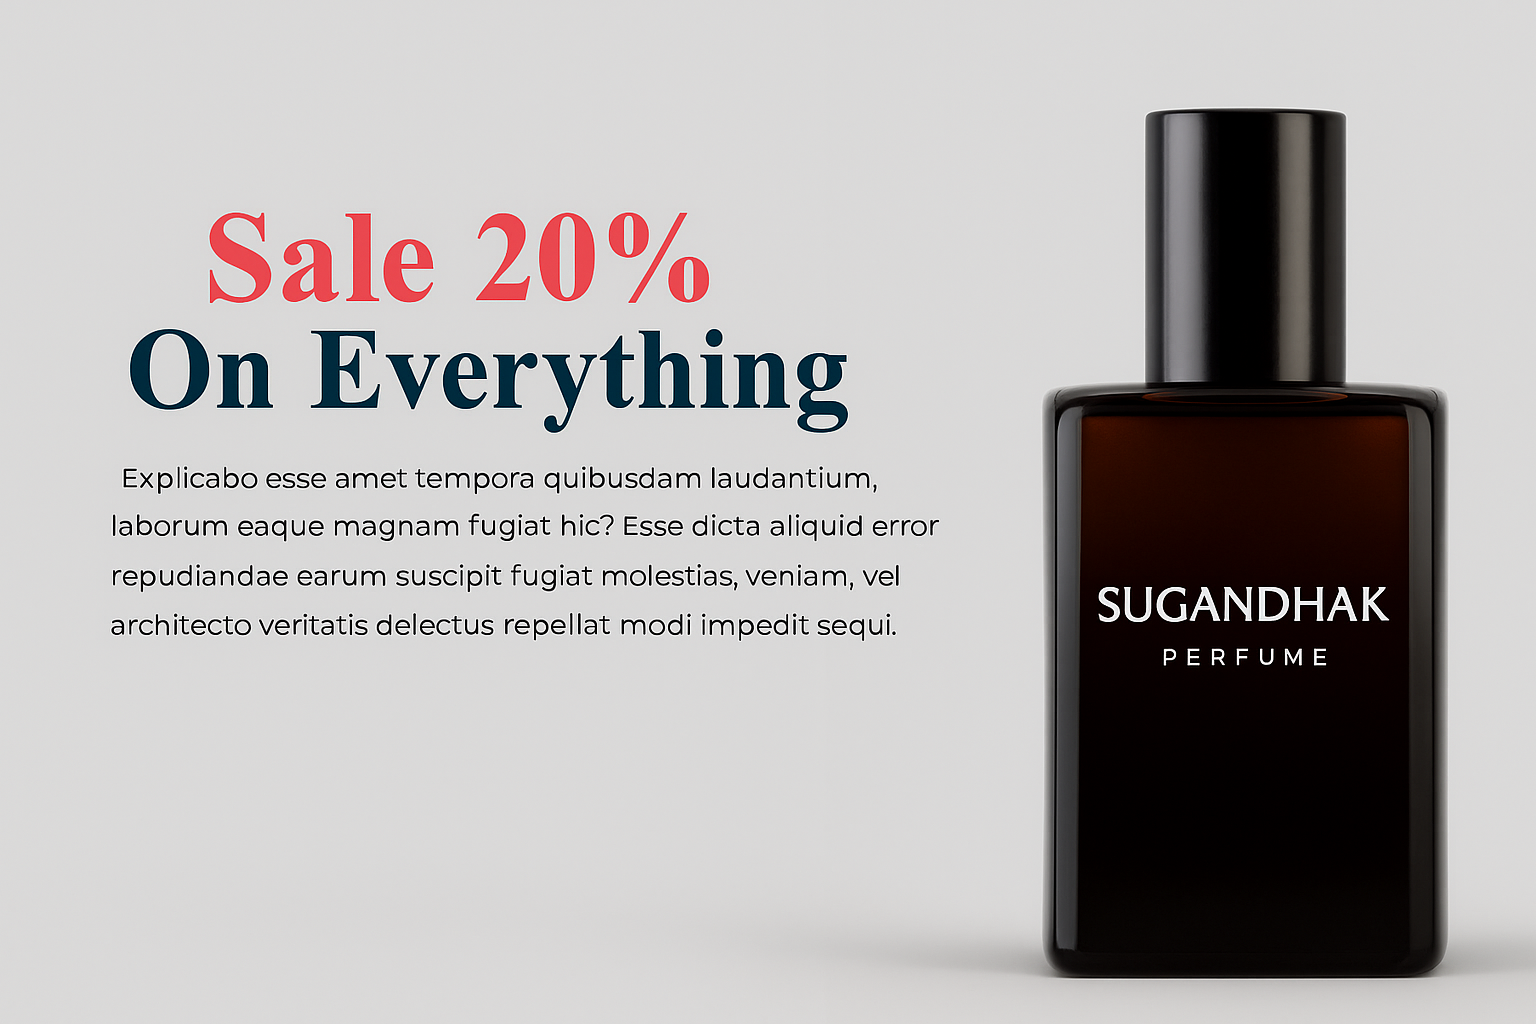 Sale 20%
On Everything
Explicabo esse amet tempora quibusdam laudantium,
laborum eaque magnam fugiat hic? Esse dicta aliquid error
repudiandae earum suscipit fugiat molestias, veniam, vel
architecto veritatis delectus repellat modi impedit sequi.
SUGANDHAK
PERFUME